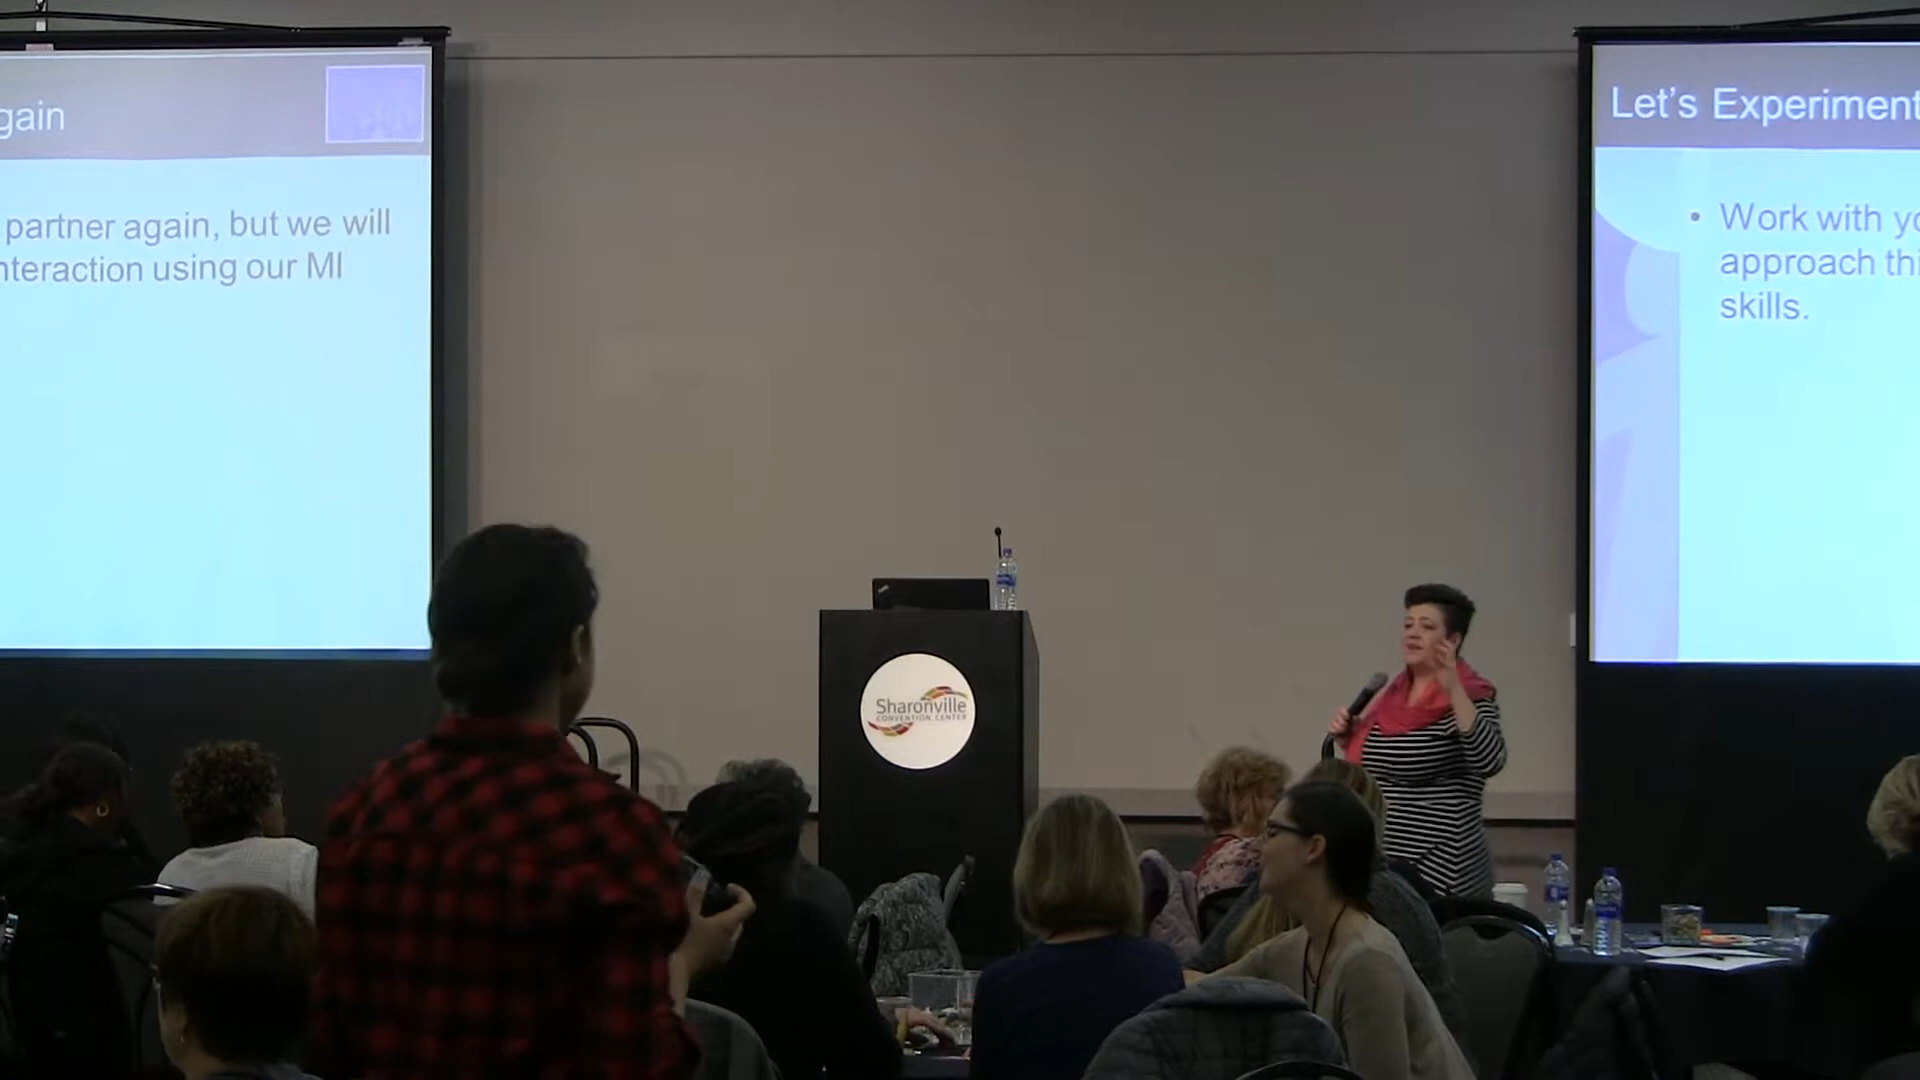 gain
partner again, but we will
nteraction using our MI
Let's Experiment
• Work with yo
approach thi
skills.
Sharonville
CONVENTION CENTER